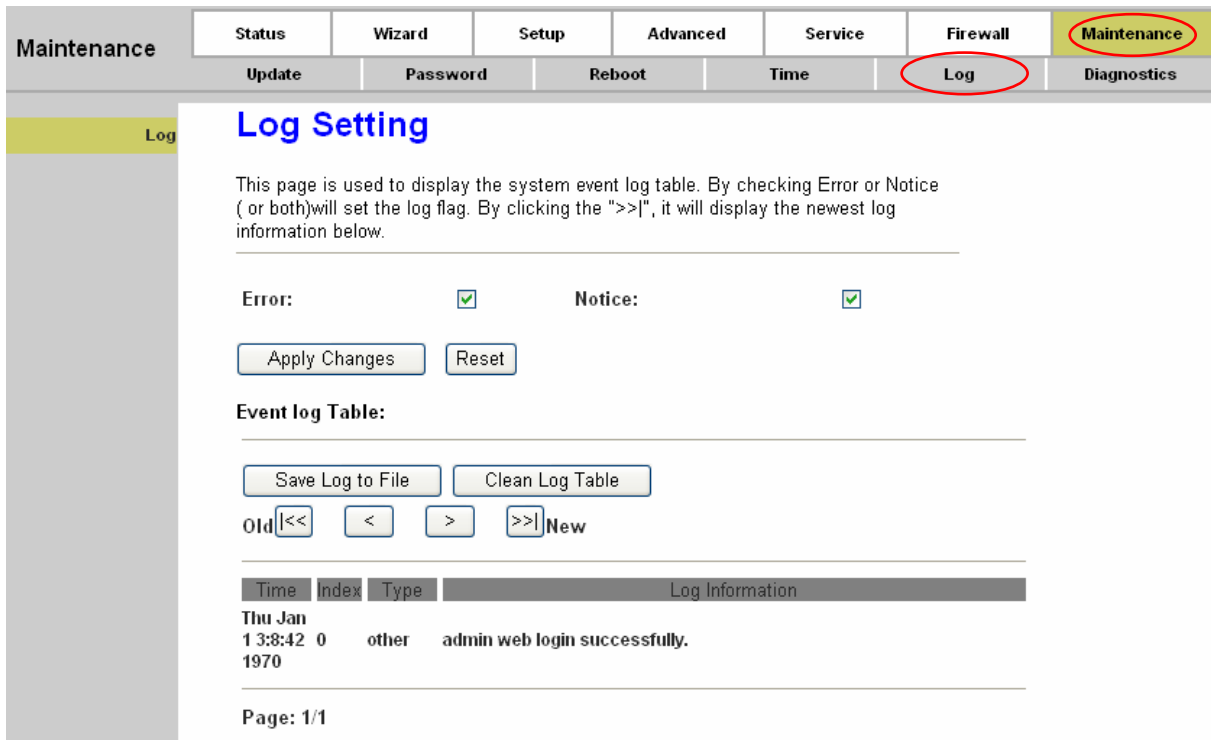 Maintenance
Status Wizard Setup Advanced Service Firewall Maintenance
Update Password Reboot Time Log Diagnostics
Log
Log Setting
This page is used to display the system event log table. By checking Error or Notice
( or both)will set the log flag. By clicking the ">>|", it will display the newest log
information below.
Error: Notice:
Apply Changes Reset
Event log Table:
Save Log to File Clean Log Table
Old |<< < > >>| New
Time Index Type Log Information
Thu Jan
1 3:8:42 0 other admin web login successfully.
1970
Page: 1/1